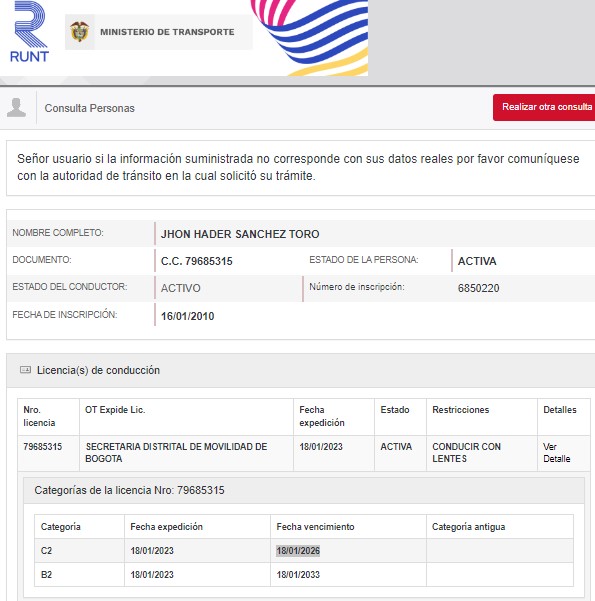 RUNT
MINISTERIO DE TRANSPORTE
Consulta Personas
Realizar otra consulta
Señor usuario si la información suministrada no corresponde con sus datos reales por favor comuníquese
con la autoridad de tránsito en la cual solicitó su trámite.
NOMBRE COMPLETO: JHON HADER SANCHEZ TORO
DOCUMENTO: C.C. 79685315 ESTADO DE LA PERSONA: ACTIVA
ESTADO DEL CONDUCTOR: ACTIVO Número de inscripción: 6850220
FECHA DE INSCRIPCIÓN: 16/01/2010
Licencia(s) de conducción
Nro. licencia OT Expide Lic. Fecha expedición Estado Restricciones Detalles
79685315 SECRETARIA DISTRITAL DE MOVILIDAD DE BOGOTA 18/01/2023 ACTIVA CONDUCIR CON LENTES Ver Detalle
Categorías de la licencia Nro: 79685315
Categoría Fecha expedición Fecha vencimiento Categoría antigua
C2 18/01/2023 18/01/2026
B2 18/01/2023 18/01/2033